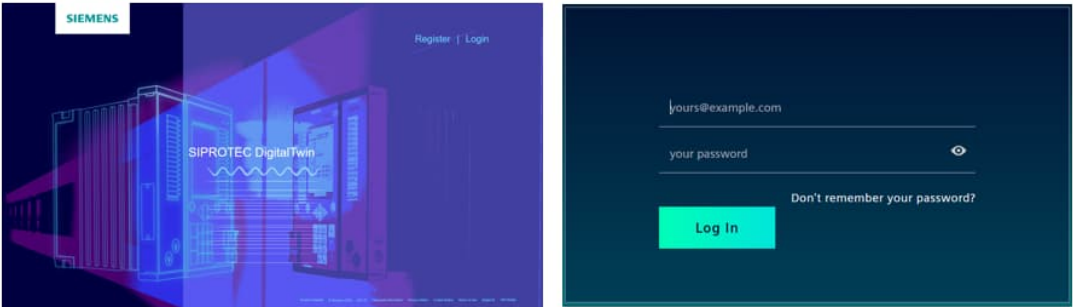 SIEMENS
Register | Login
SIPROTEC DigitalTwin
yours@example.com
your password
Don't remember your password?
Log In